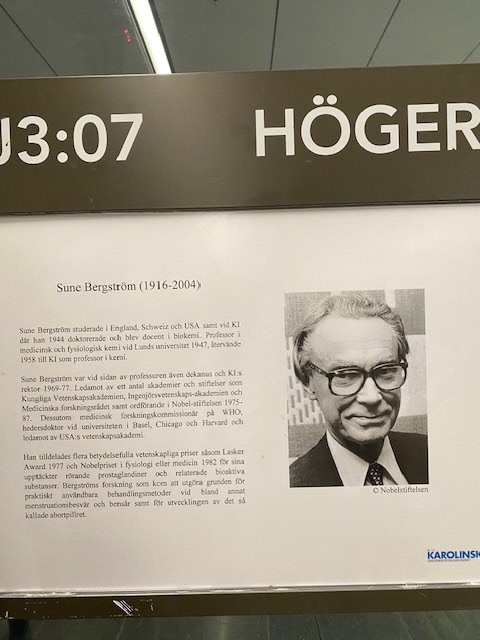 J3:07 HÖGER
Sune Bergström (1916-2004)
Sune Bergström studerade i England, Schweiz och USA samt vid KI
där han 1944 doktorerade och blev docent i biokemi. Professor i
medicinsk och fysiologisk kemi vid Lunds universitet 1947, återvände
1958 till KI som professor i kemi.
Sune Bergström var vid sidan av professuren även dekanus och KI:s
rektor 1969-77. Ledamot av ett antal akademier och stiftelser som
Kungliga Vetenskapsakademien, Ingenjörsvetenskaps-akademien och
Medicinska forskningsrådet samt ordförande i Nobel-stiftelsen 1975-
87. Dessutom medicinsk forskningskommissionär på WHO,
hedersdoktor vid universiteten i Basel, Chicago och Harvard och
ledamot av USA:s vetenskapsakademi.
Han tilldelades flera betydelsefulla vetenskapliga priser såsom Lasker
Award 1977 och Nobelpriset i fysiologi eller medicin 1982 för sina
upptäckter rörande prostaglandiner och relaterade bioaktiva
substanser. Bergströms forskning som kom att utgöra grunden för
praktiskt användbara behandlingsmetoder vid bland annat
menstruationsbesvär och bensår samt för utvecklingen av det så
kallade abortpillret.
© Nobelstiftelsen
KAROLINSK